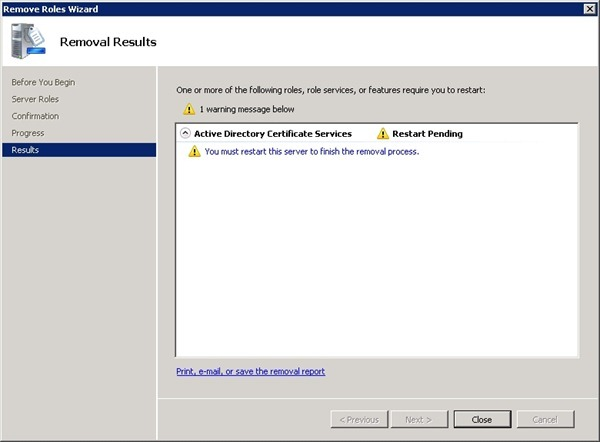 Remove Roles Wizard
Removal Results
Before You Begin
Server Roles
Confirmation
Progress
Results
One or more of the following roles, role services, or features require you to restart:
1 warning message below
Active Directory Certificate Services Restart Pending
You must restart this server to finish the removal process.
Print, e-mail, or save the removal report
< Previous Next > Close Cancel